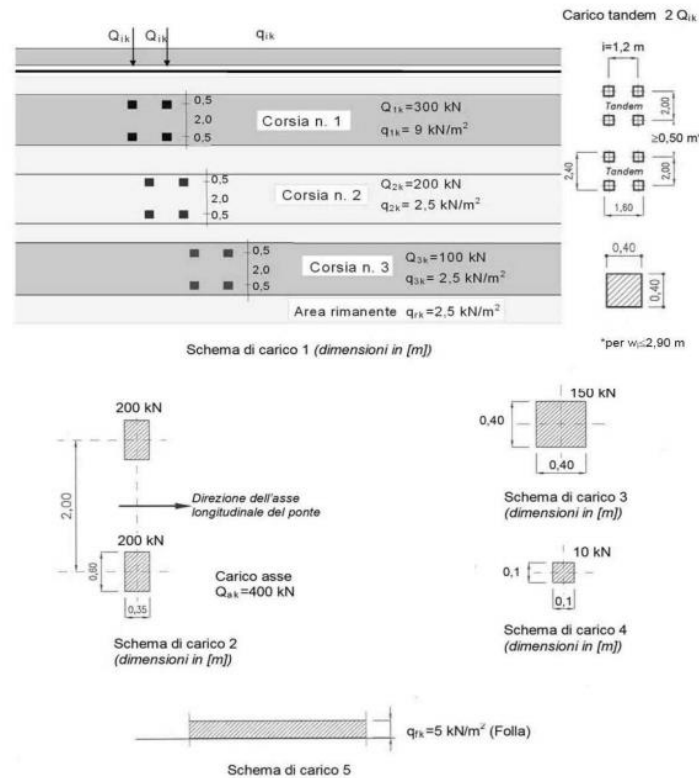 Carico tandem 2 Qik
Qik Qik qik
i=1,2 m
0,5
2,0
0,5
Corsia n. 1
Q1k=300 kN
q1k= 9 kN/m²
Tandem
2,00
≥0,50 m*
0,5
2,0
0,5
Corsia n. 2
Q2k=200 kN
q2k= 2,5 kN/m²
2,40
Tandem
2,00
1,60
0,5
2,0
0,5
Corsia n. 3
Q3k=100 kN
q3k= 2,5 kN/m²
0,40
0,40
Area rimanente qrk=2,5 kN/m²
*per wl≤2,90 m
Schema di carico 1 (dimensioni in [m])
200 kN
2,00
Direzione dell'asse
longitudinale del ponte
200 kN
0,60
0,35
Carico asse
Qak=400 kN
Schema di carico 2
(dimensioni in [m])
150 kN
0,40
0,40
Schema di carico 3
(dimensioni in [m])
10 kN
0,1
0,1
Schema di carico 4
(dimensioni in [m])
qfk=5 kN/m² (Folla)
Schema di carico 5